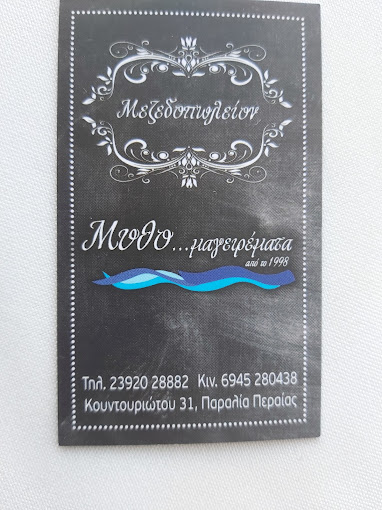 Μεζεδοπωλείον
Μυθο...μαγειρέματα
από το 1998
Τηλ. 23920 28882 Κιν. 6945 280438
Κουντουριώτου 31, Παραλία Περαίας